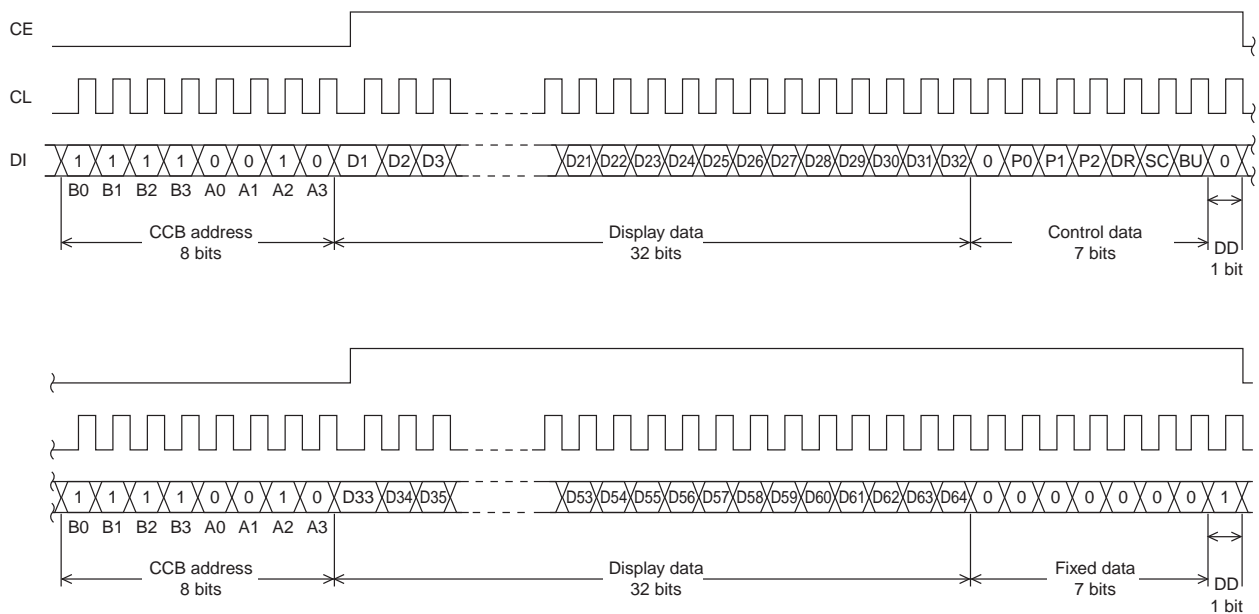 CE
CL
DI 1 1 1 1 0 0 1 0 D1 D2 D3 D21 D22 D23 D24 D25 D26 D27 D28 D29 D30 D31 D32 0 P0 P1 P2 DR SC BU 0
B0 B1 B2 B3 A0 A1 A2 A3
CCB address Display data Control data DD
8 bits 32 bits 7 bits 1 bit
1 1 1 1 0 0 1 0 D33 D34 D35 D53 D54 D55 D56 D57 D58 D59 D60 D61 D62 D63 D64 0 0 0 0 0 0 0 1
B0 B1 B2 B3 A0 A1 A2 A3
CCB address Display data Fixed data DD
8 bits 32 bits 7 bits 1 bit